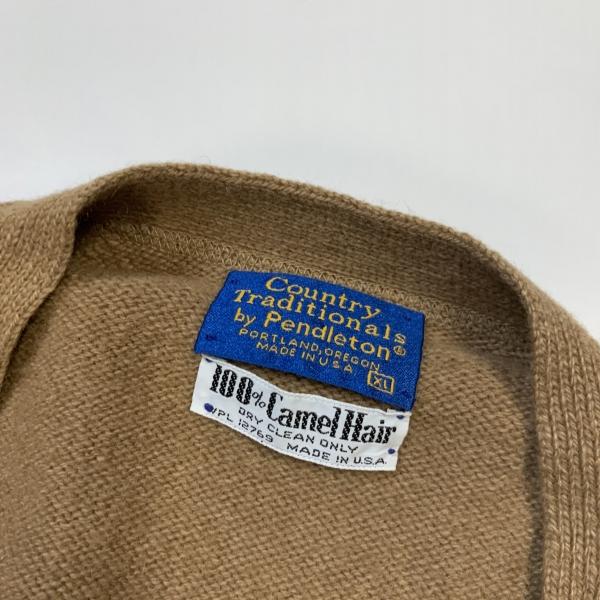 Country
Traditionals
by Pendleton®
PORTLAND, OREGON
MADE IN U.S.A.
XL
100% Camel Hair
DRY CLEAN ONLY
WPL 12769 MADE IN U.S.A.